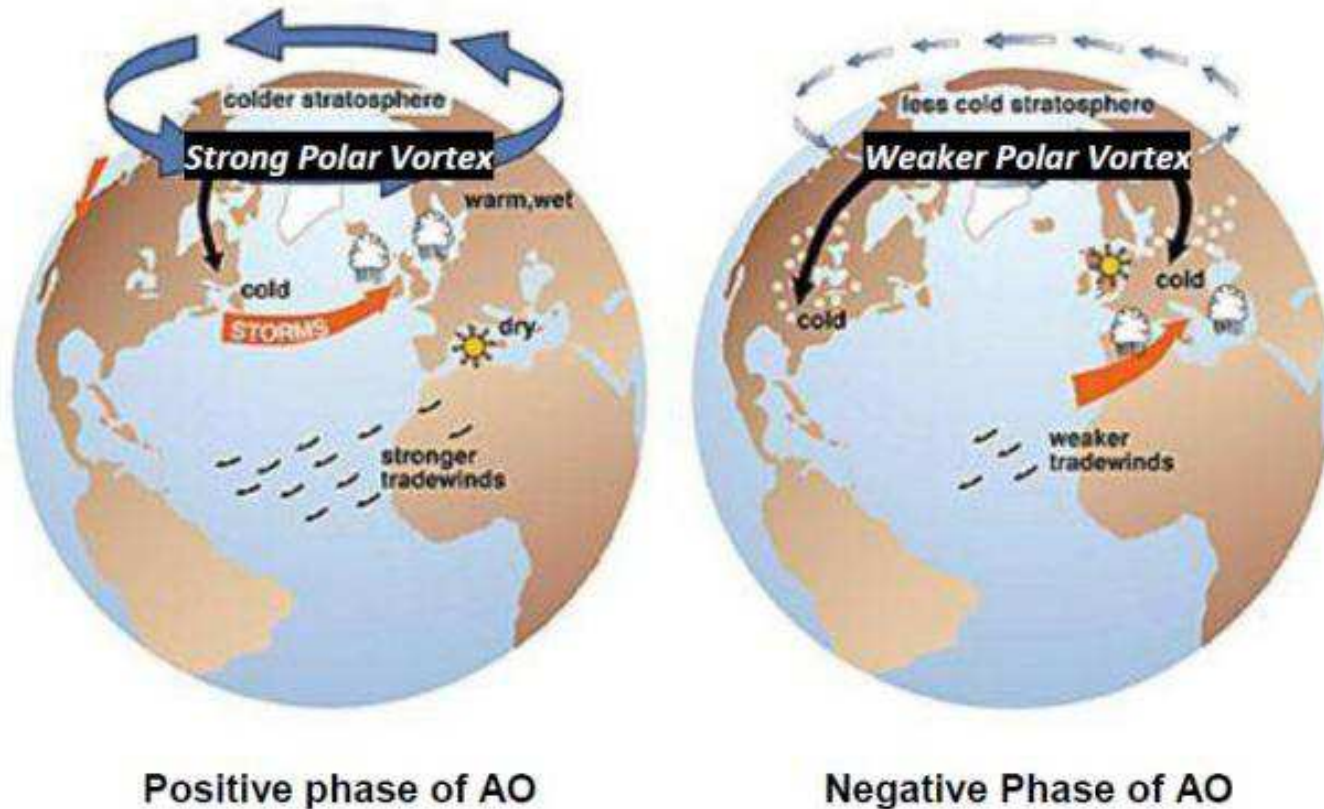 colder stratosphere
Strong Polar Vortex
warm,wet
cold
STORMS
dry
stronger
tradewinds
Positive phase of AO
less cold stratosphere
Weaker Polar Vortex
cold
cold
weaker
tradewinds
Negative Phase of AO